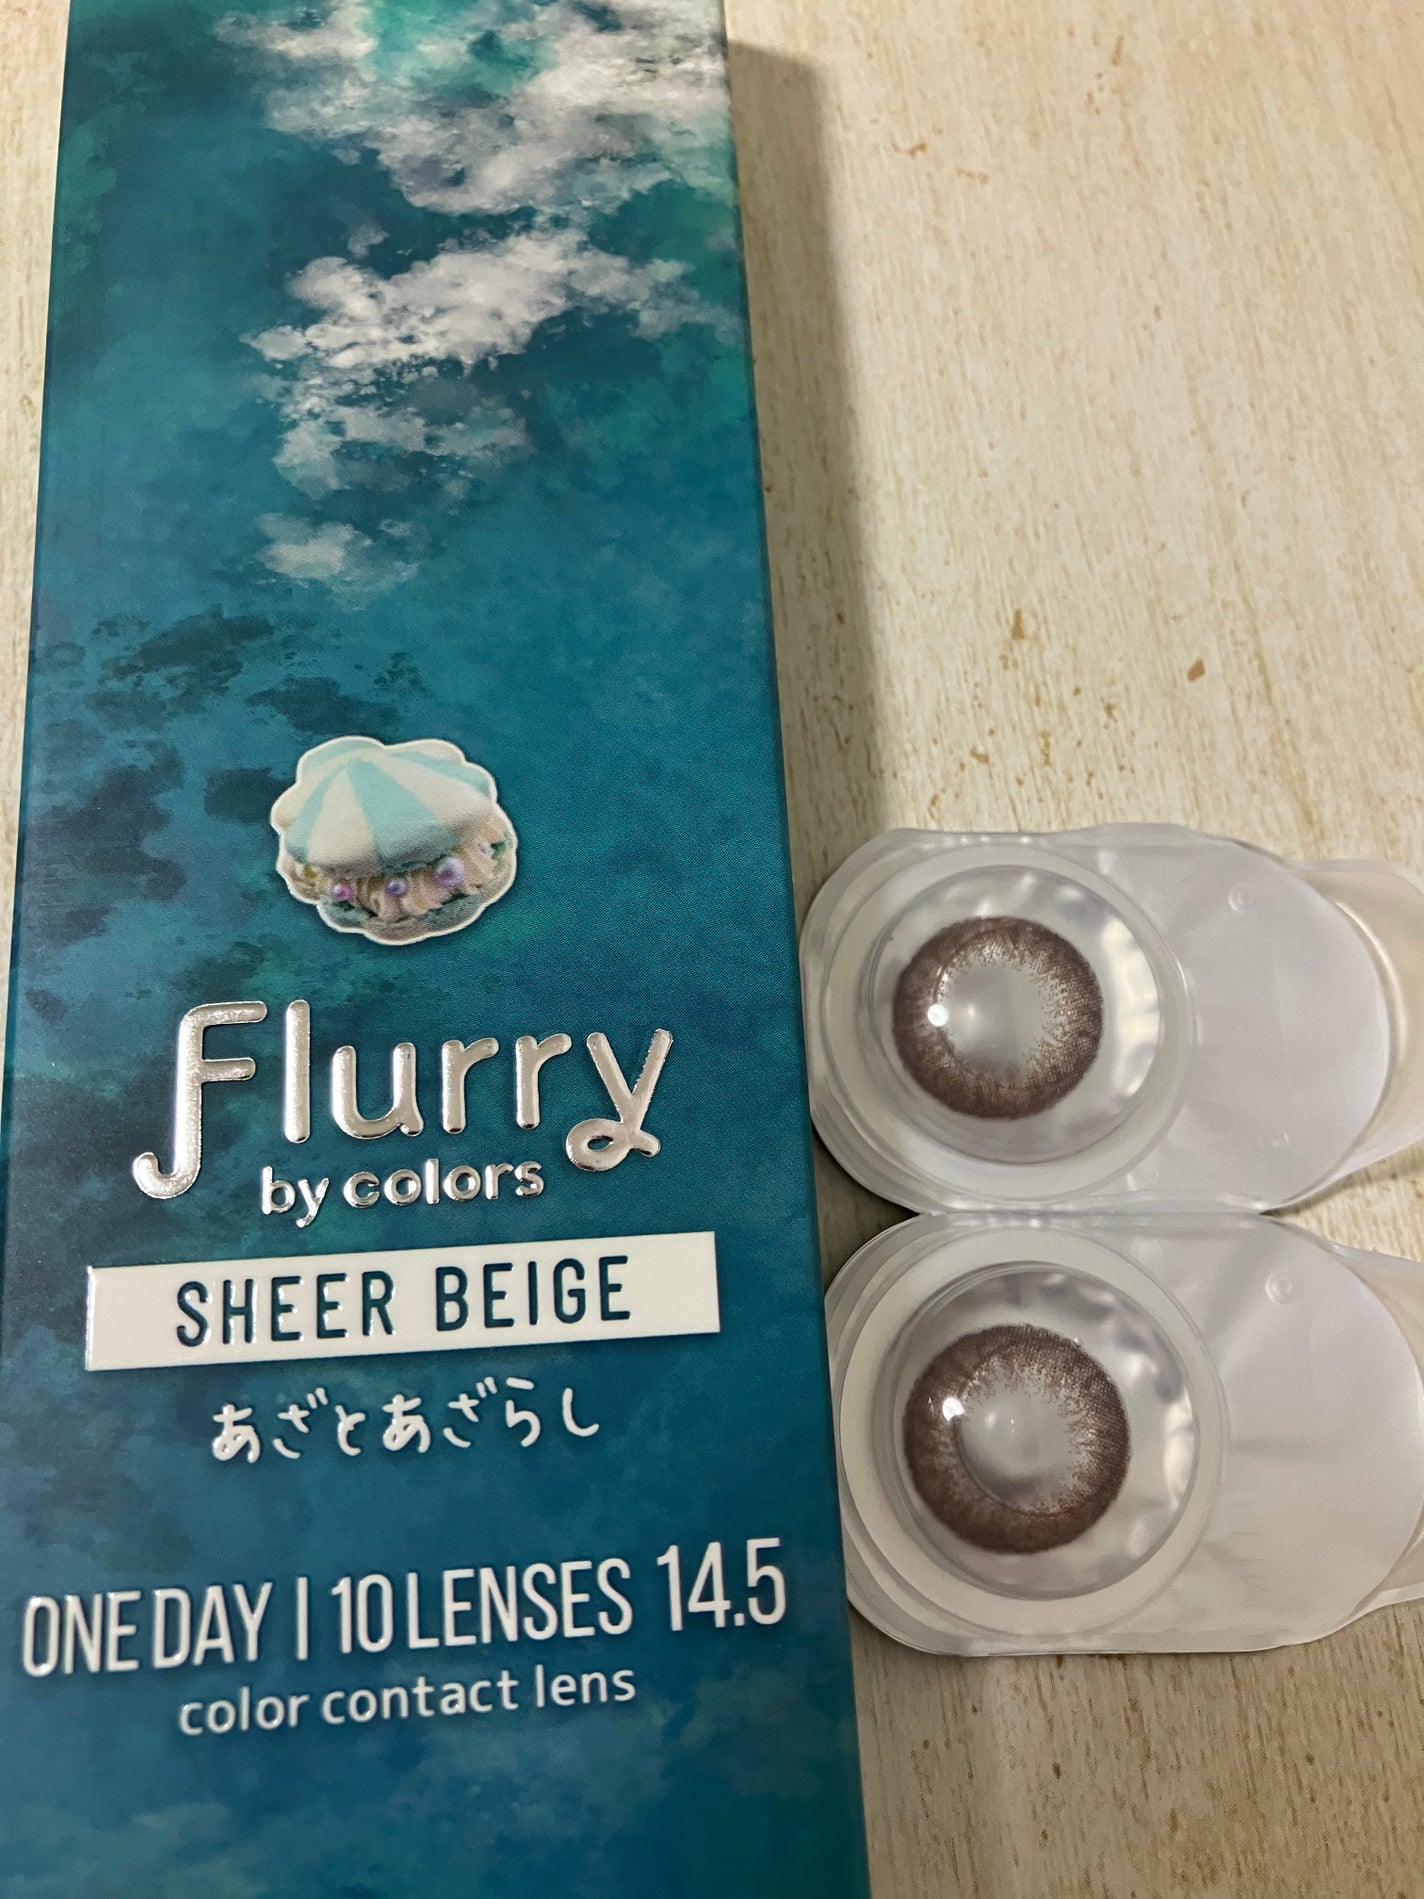 Flurry
by colors
SHEER BEIGE
あざとあざらし
ONE DAY | 10 LENSES 14.5
color contact lens